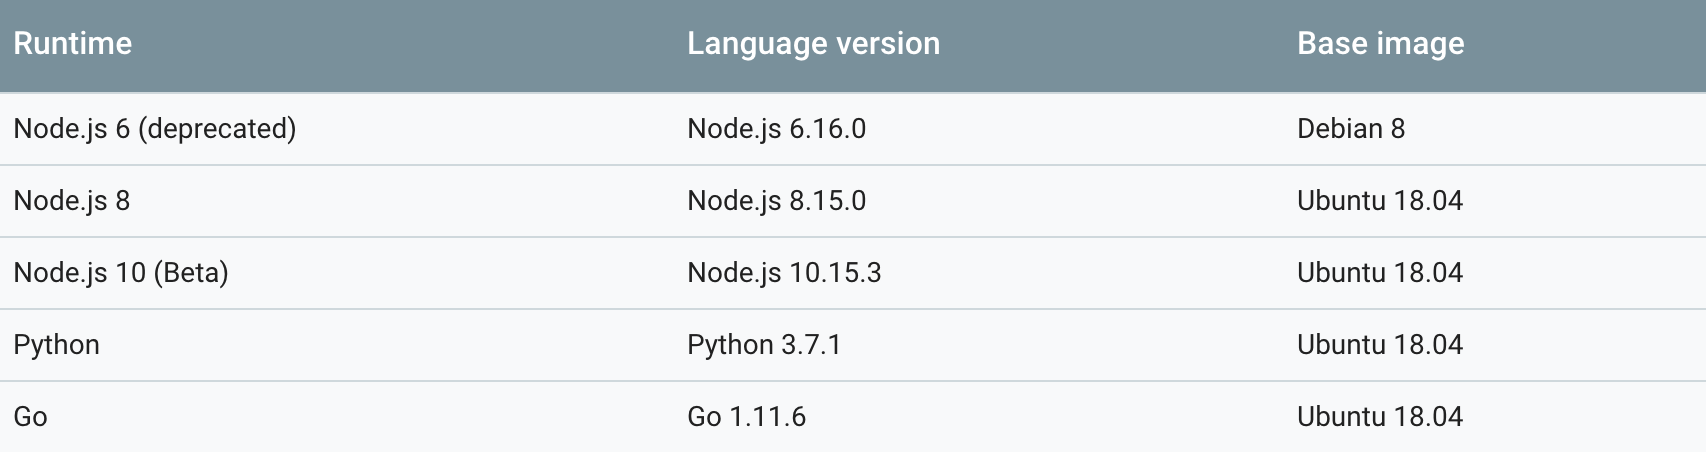 Runtime Language version Base image
Node.js 6 (deprecated) Node.js 6.16.0 Debian 8
Node.js 8 Node.js 8.15.0 Ubuntu 18.04
Node.js 10 (Beta) Node.js 10.15.3 Ubuntu 18.04
Python Python 3.7.1 Ubuntu 18.04
Go Go 1.11.6 Ubuntu 18.04